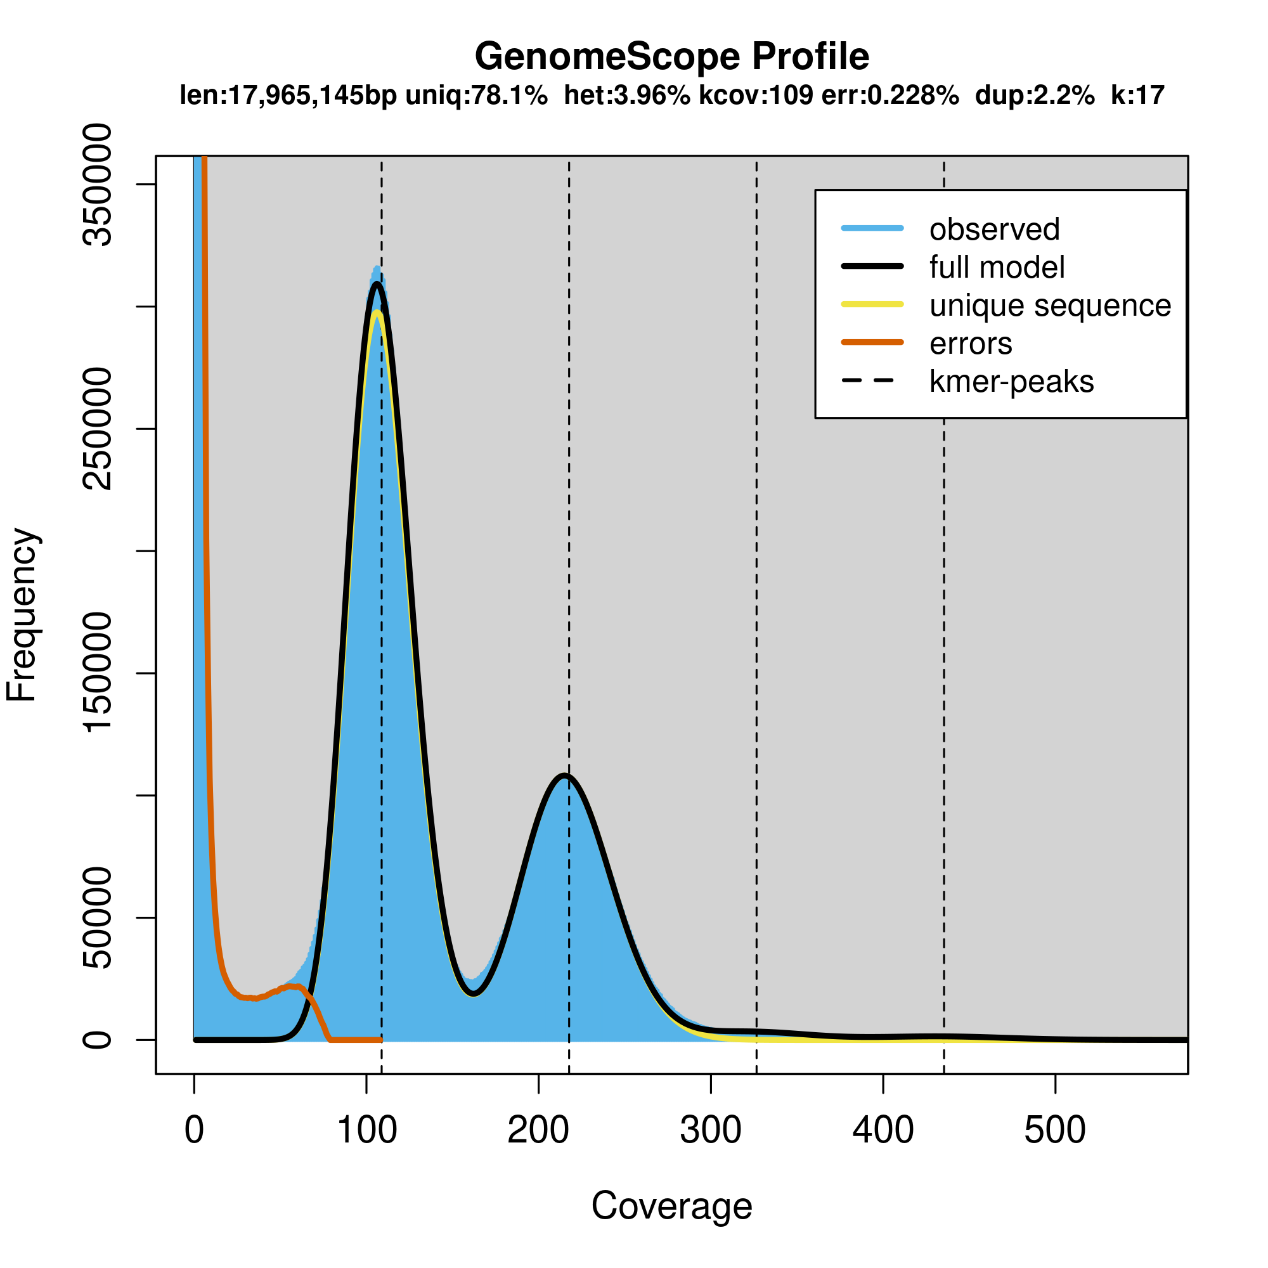 GenomeScope Profile
len:17,965,145bp uniq:78.1% het:3.96% kcov:109 err:0.228% dup:2.2% k:17
350000
250000
150000
50000
0
Frequency
observed
full model
unique sequence
errors
kmer-peaks
0 100 200 300 400 500
Coverage